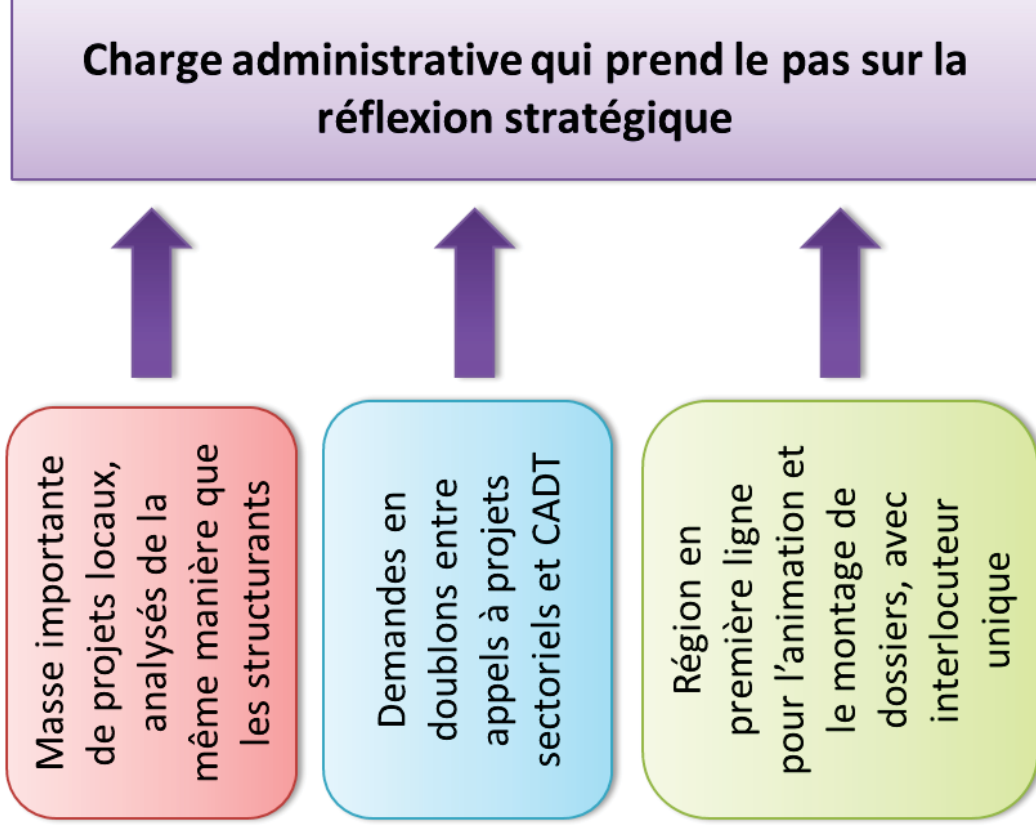 Charge administrative qui prend le pas sur la
réflexion stratégique
Masse importante
de projets locaux,
analysés de la
même manière que
les structurants
Demandes en
doublons entre
appels à projets
sectoriels et CADT
Région en
première ligne
pour l'animation et
le montage de
dossiers, avec
interlocuteur
unique